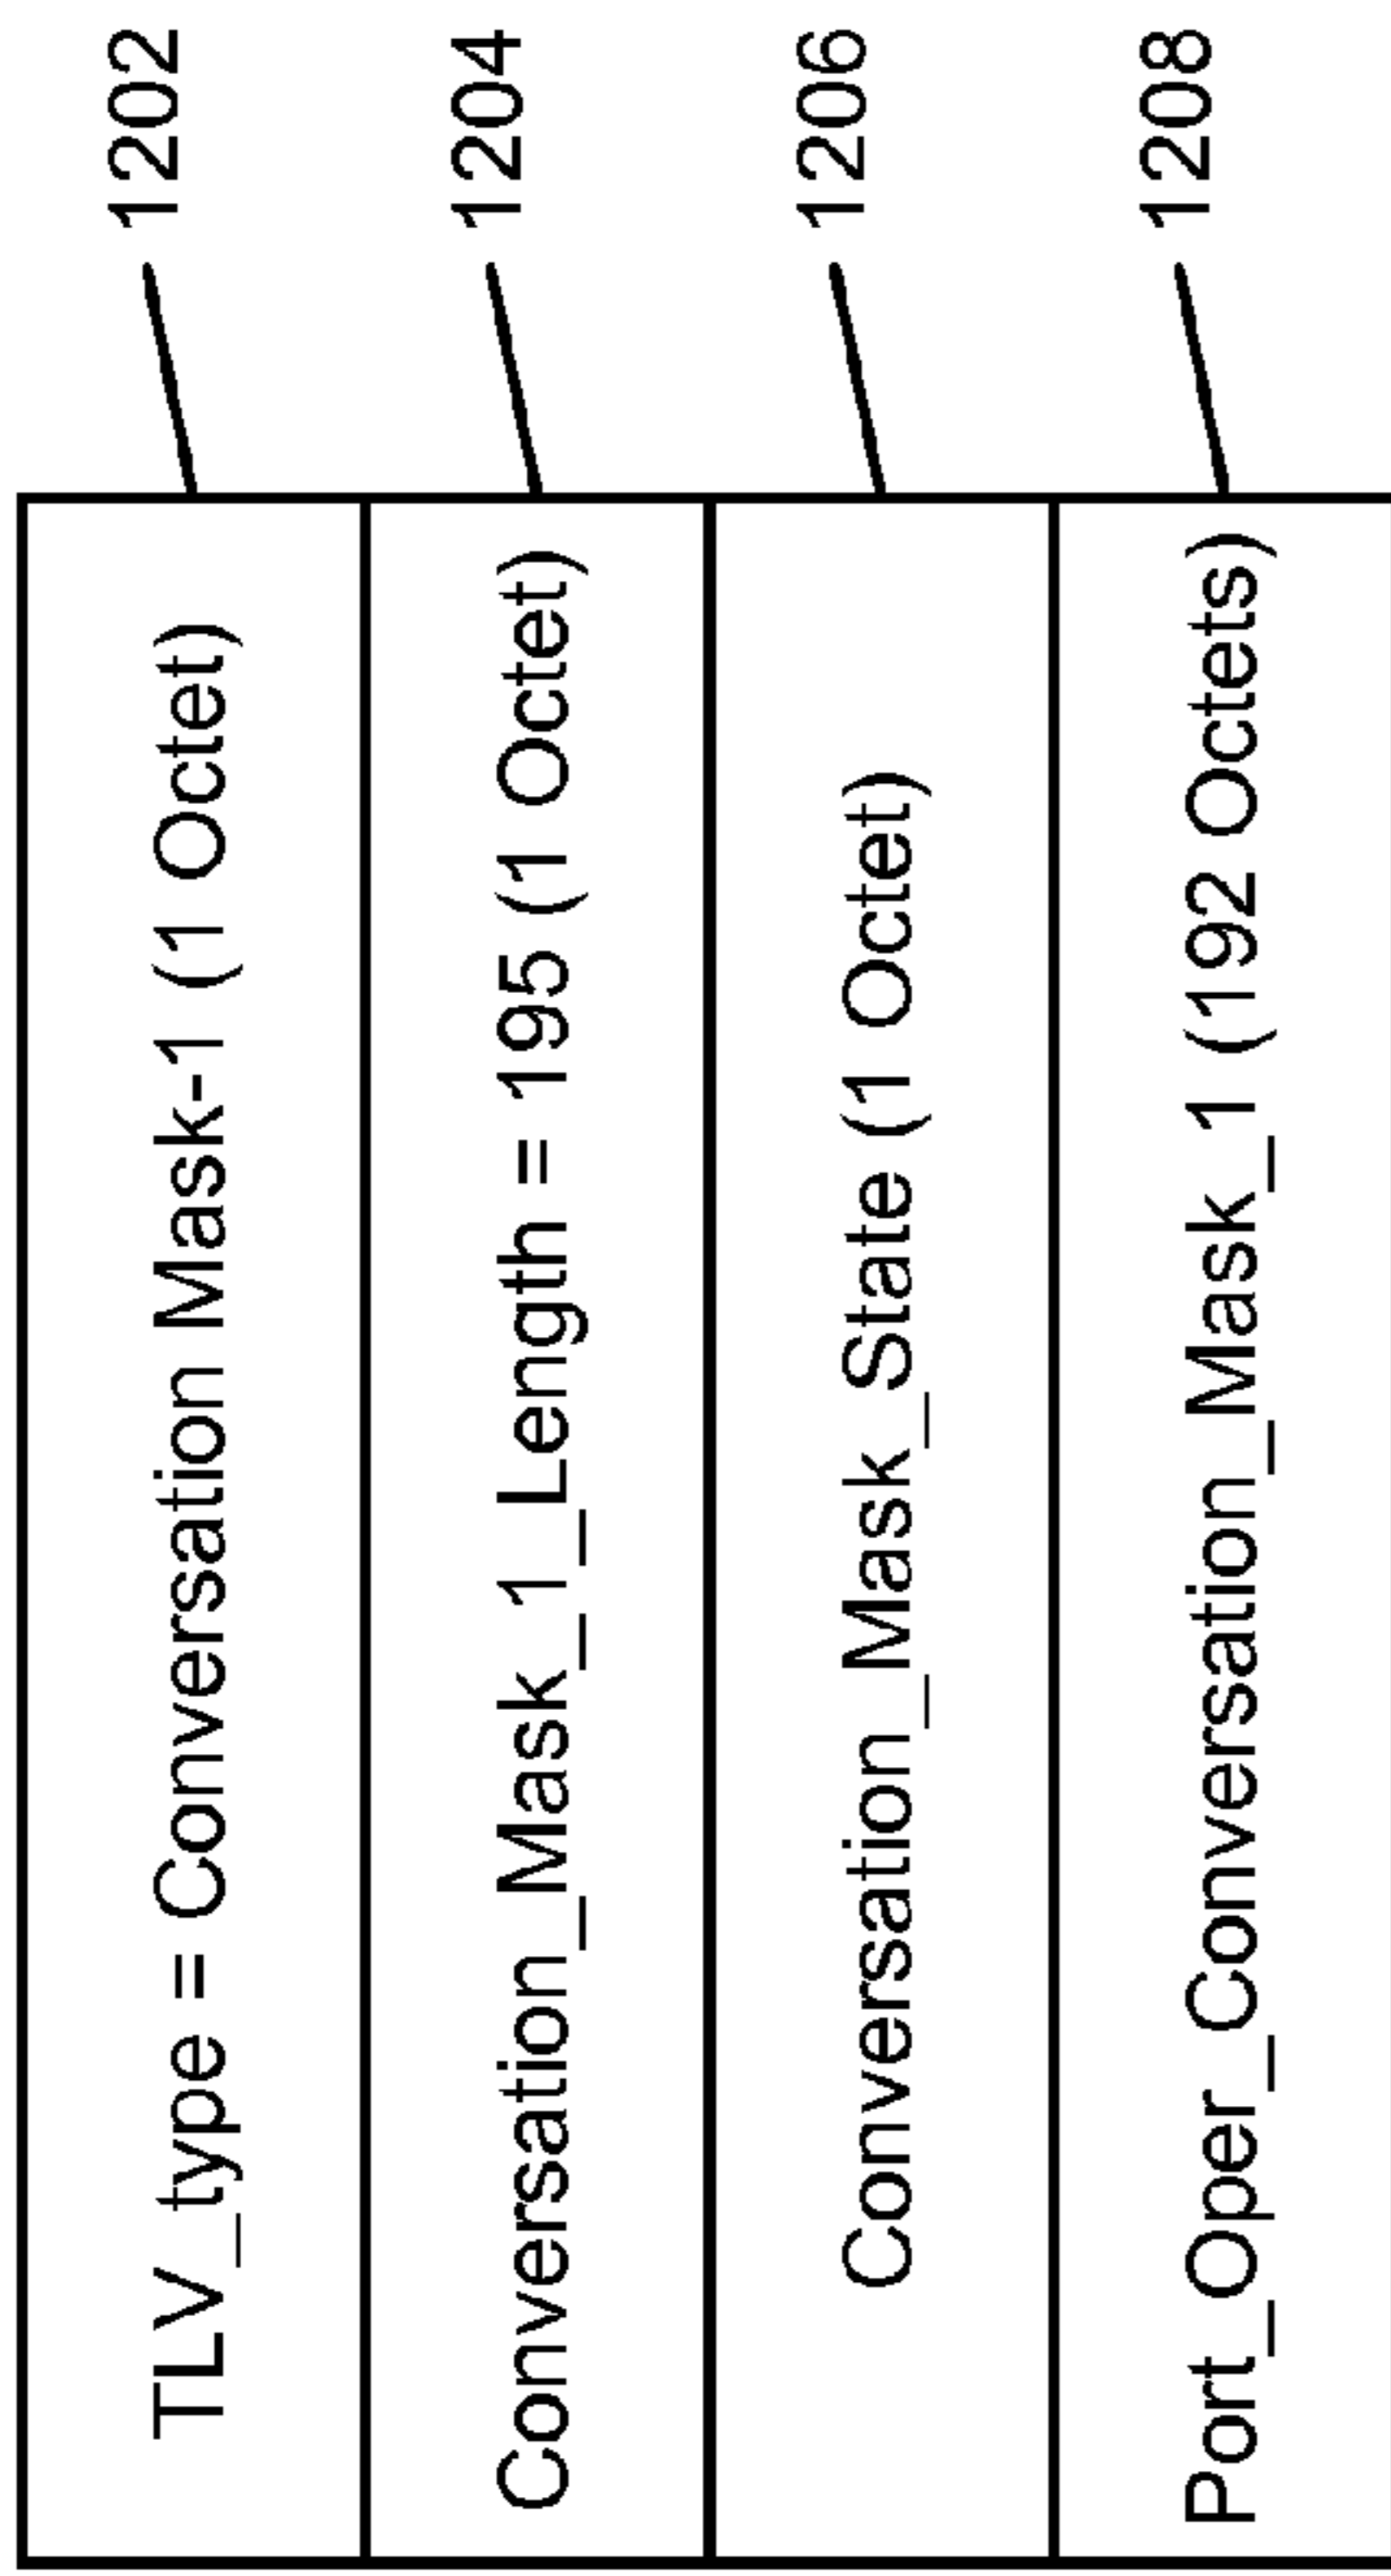 TLV_type = Conversation Mask-1 (1 Octet) 1202
Conversation_Mask_1_Length = 195 (1 Octet) 1204
Conversation_Mask_State (1 Octet) 1206
Port_Oper_Conversation_Mask_1 (192 Octets) 1208